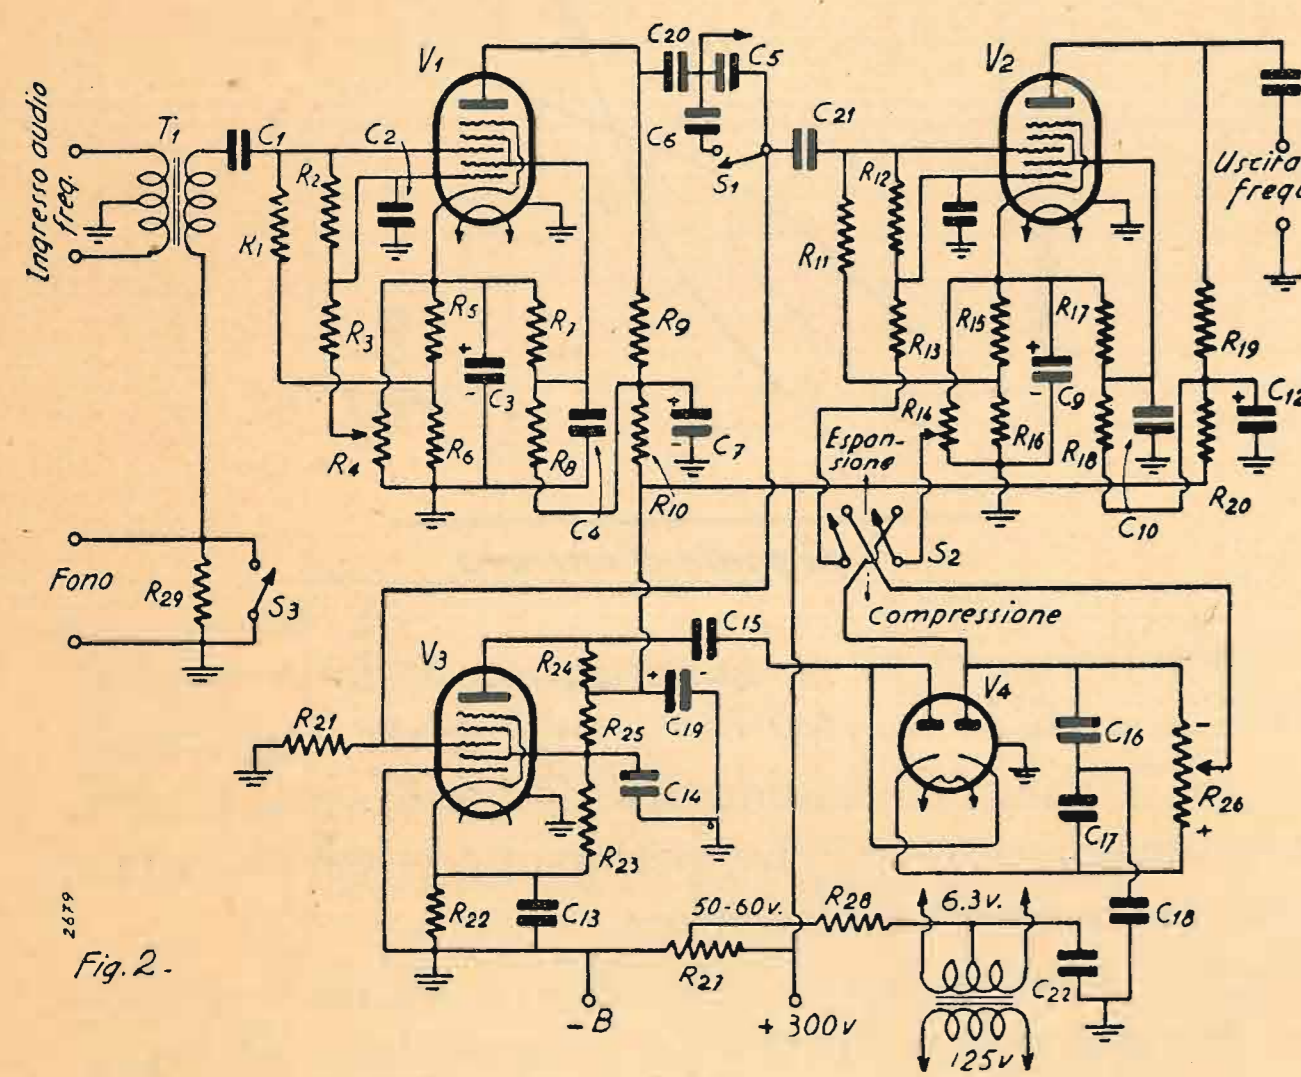 Ingresso audio
freq.
T1
C1
R1
R2
C2
V1
R3
R4
R5
R6
C3
R7
R8
C4
R9
R10
C7
C20
C5
C6
S1
C21
V2
R11
R12
R13
R14
R15
R16
C9
R17
R18
C10
R19
R20
C12
Uscita
freq
Espan-
sione
S2
Compressione
Fono
R29
S3
V3
R21
R22
C13
R23
R24
R25
C14
C15
C19
V4
C16
C17
C18
R26
50-60v.
R28
R27
6.3v.
C22
125v
- B
+ 300v
2679
Fig. 2-